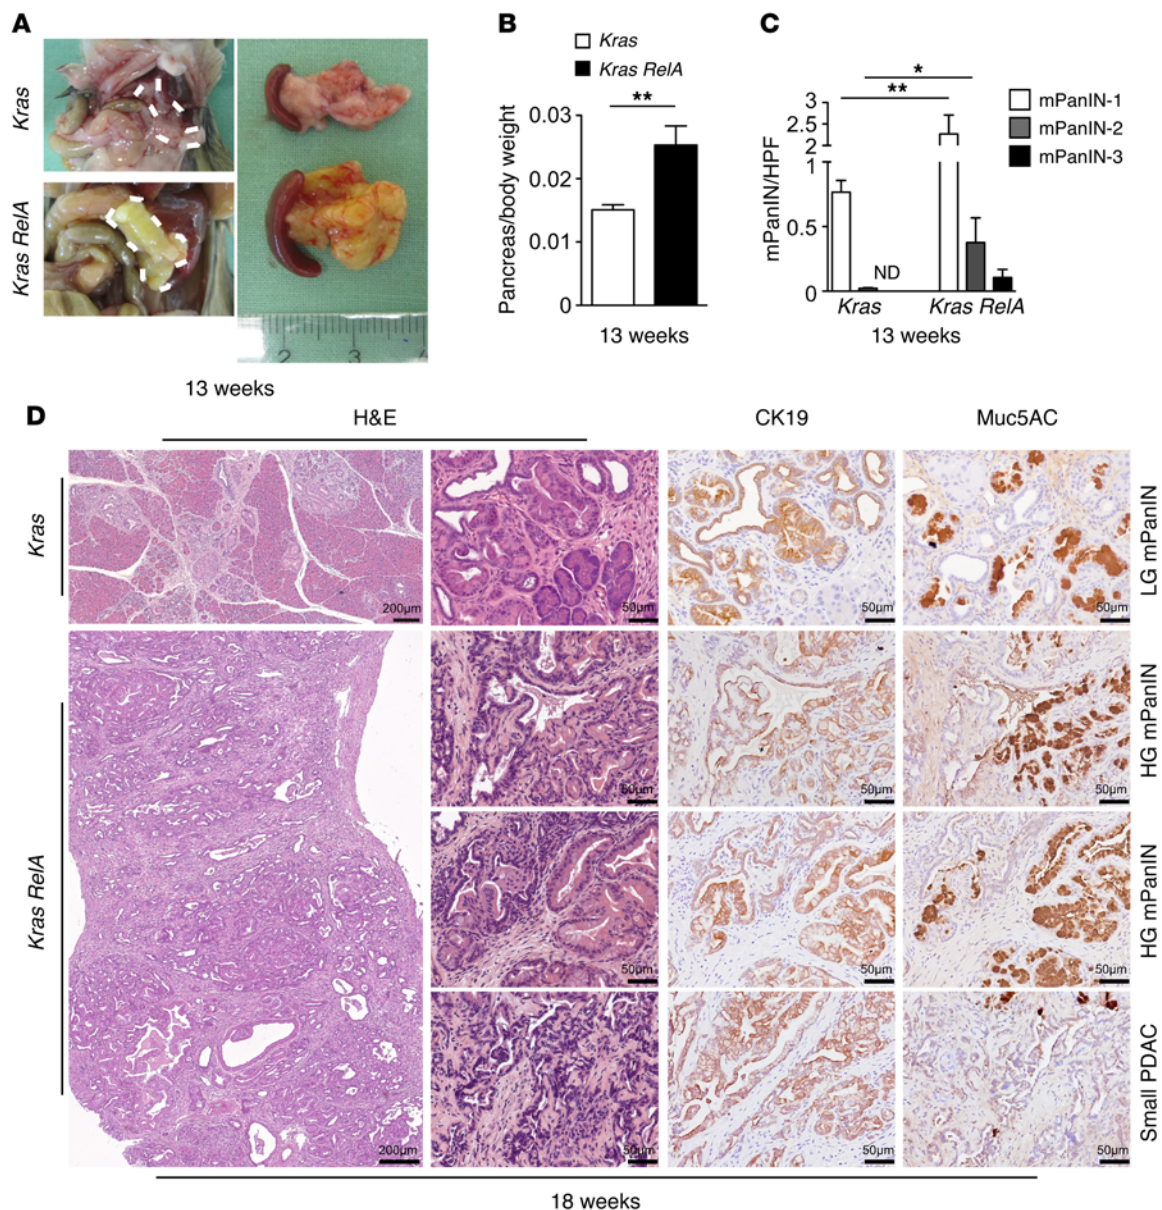 A
Kras
Kras RelA
2 3 4
13 weeks
B
Kras
Kras RelA
**
Pancreas/body weight
0.03
0.02
0.01
0
13 weeks
C
*
**
mPanIN-1
mPanIN-2
mPanIN-3
mPanIN/HPF
3
2.5
2
1
0.5
0
ND
Kras Kras RelA
13 weeks
D
H&E CK19 Muc5AC
Kras
200µm 50µm 50µm 50µm
LG mPanIN
Kras RelA
50µm 50µm 50µm
HG mPanIN
50µm 50µm 50µm
HG mPanIN
200µm 50µm 50µm 50µm
Small PDAC
18 weeks